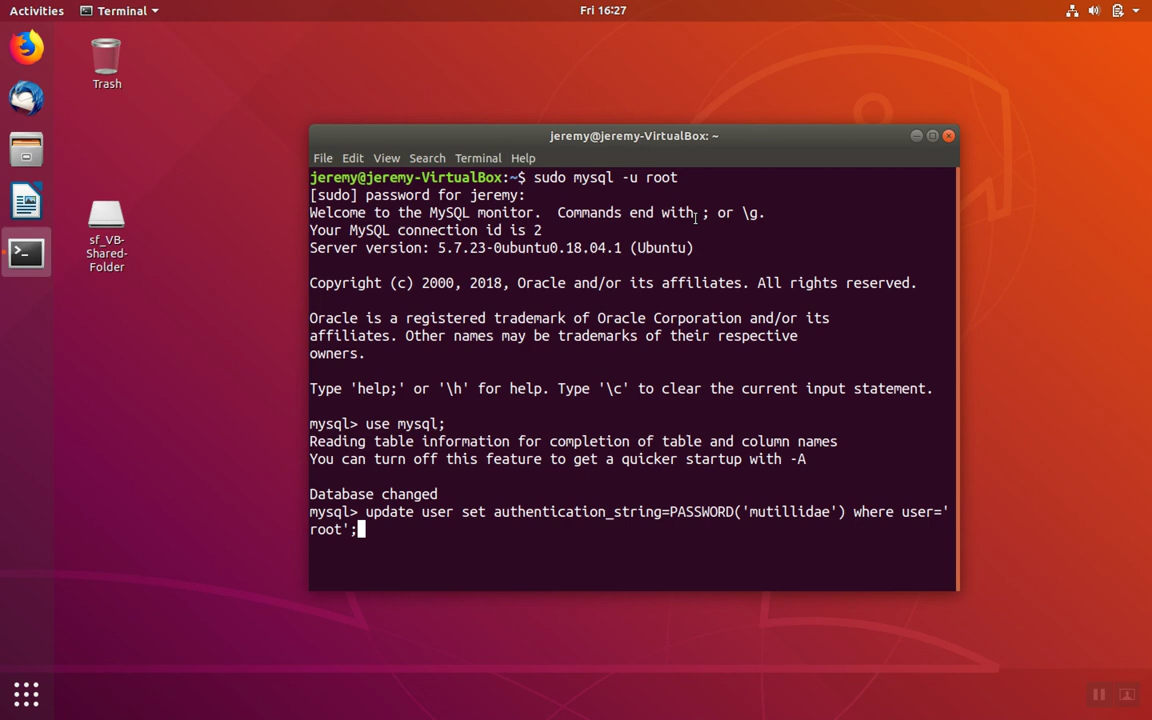 Activities Terminal Fri 16:27
Trash
sf_VB-
Shared-
Folder
jeremy@jeremy-VirtualBox: ~
File Edit View Search Terminal Help
jeremy@jeremy-VirtualBox:~$ sudo mysql -u root
[sudo] password for jeremy:
Welcome to the MySQL monitor.  Commands end with ; or \g.
Your MySQL connection id is 2
Server version: 5.7.23-0ubuntu0.18.04.1 (Ubuntu)
Copyright (c) 2000, 2018, Oracle and/or its affiliates. All rights reserved.
Oracle is a registered trademark of Oracle Corporation and/or its
affiliates. Other names may be trademarks of their respective
owners.
Type 'help;' or '\h' for help. Type '\c' to clear the current input statement.
mysql> use mysql;
Reading table information for completion of table and column names
You can turn off this feature to get a quicker startup with -A
Database changed
mysql> update user set authentication_string=PASSWORD('mutillidae') where user='
root';